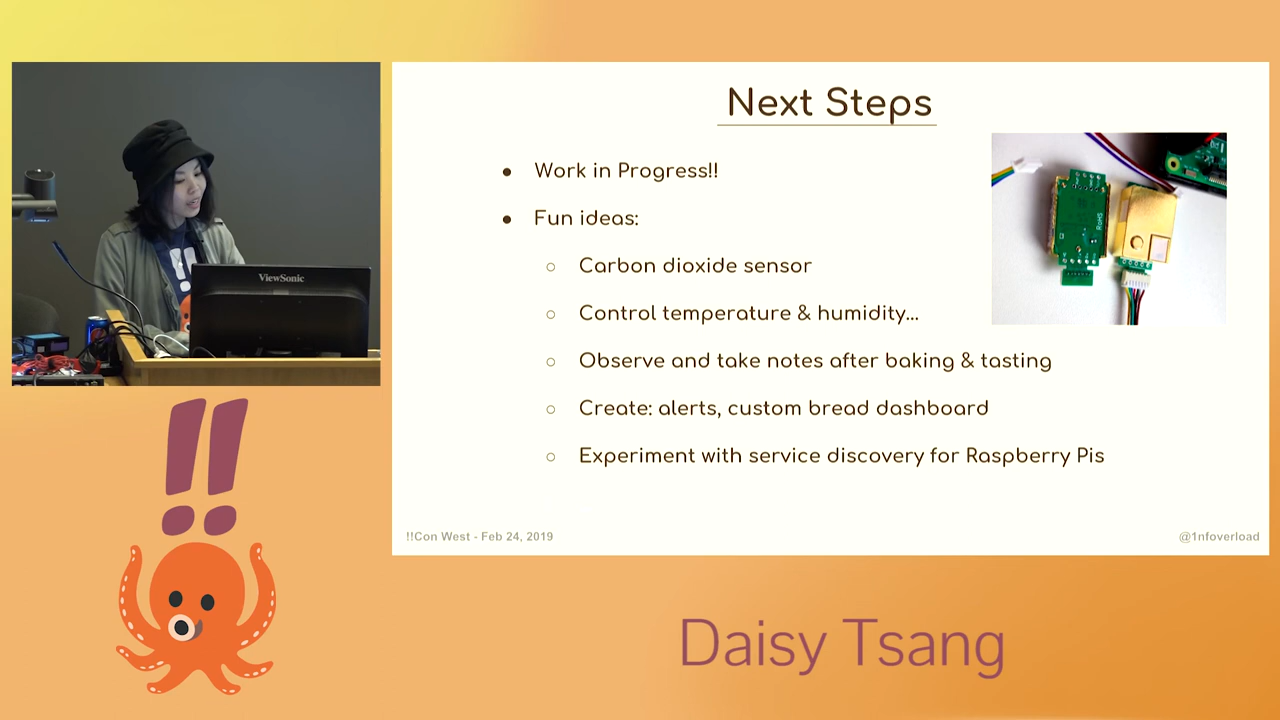 Next Steps
Work in Progress!!
Fun ideas:
Carbon dioxide sensor
Control temperature & humidity...
Observe and take notes after baking & tasting
Create: alerts, custom bread dashboard
Experiment with service discovery for Raspberry Pis
RoHS
!!Con West - Feb 24, 2019
@1nfoverload
ViewSonic
!!
!!
Daisy Tsang